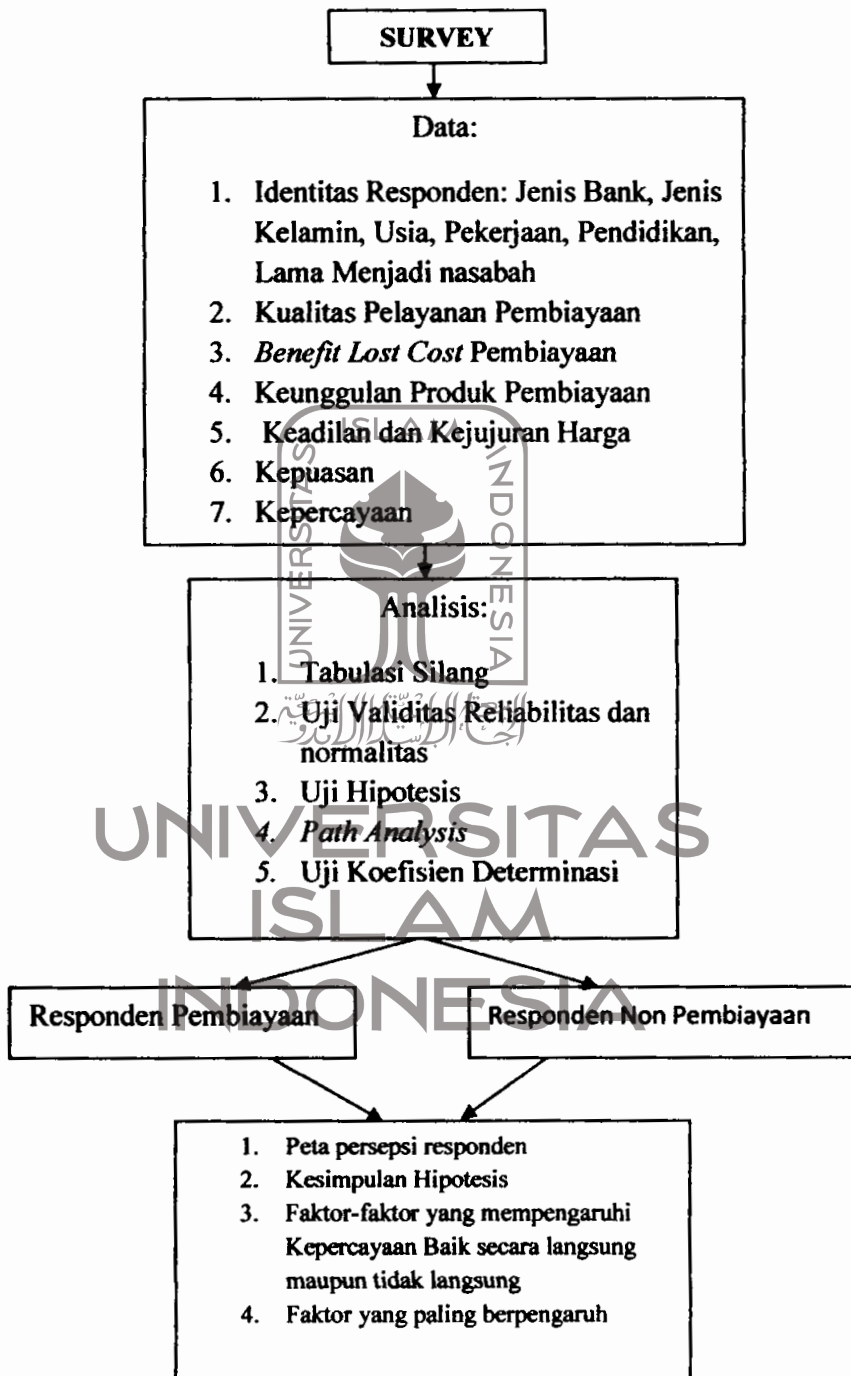 SURVEY
Data:
1. Identitas Responden: Jenis Bank, Jenis
Kelamin, Usia, Pekerjaan, Pendidikan,
Lama Menjadi nasabah
2. Kualitas Pelayanan Pembiayaan
3. Benefit Lost Cost Pembiayaan
4. Keunggulan Produk Pembiayaan
5. Keadilan dan Kejujuran Harga
6. Kepuasan
7. Kepercayaan
UNIVERSITAS
ISLAM
INDONESIA
Analisis:
1. Tabulasi Silang
2. Uji Validitas Reliabilitas dan
normalitas
3. Uji Hipotesis
4. Path Analysis
5. Uji Koefisien Determinasi
UNIVERSITAS
ISLAM
INDONESIA
Responden Pembiayaan
Responden Non Pembiayaan
1. Peta persepsi responden
2. Kesimpulan Hipotesis
3. Faktor-faktor yang mempengaruhi
Kepercayaan Baik secara langsung
maupun tidak langsung
4. Faktor yang paling berpengaruh